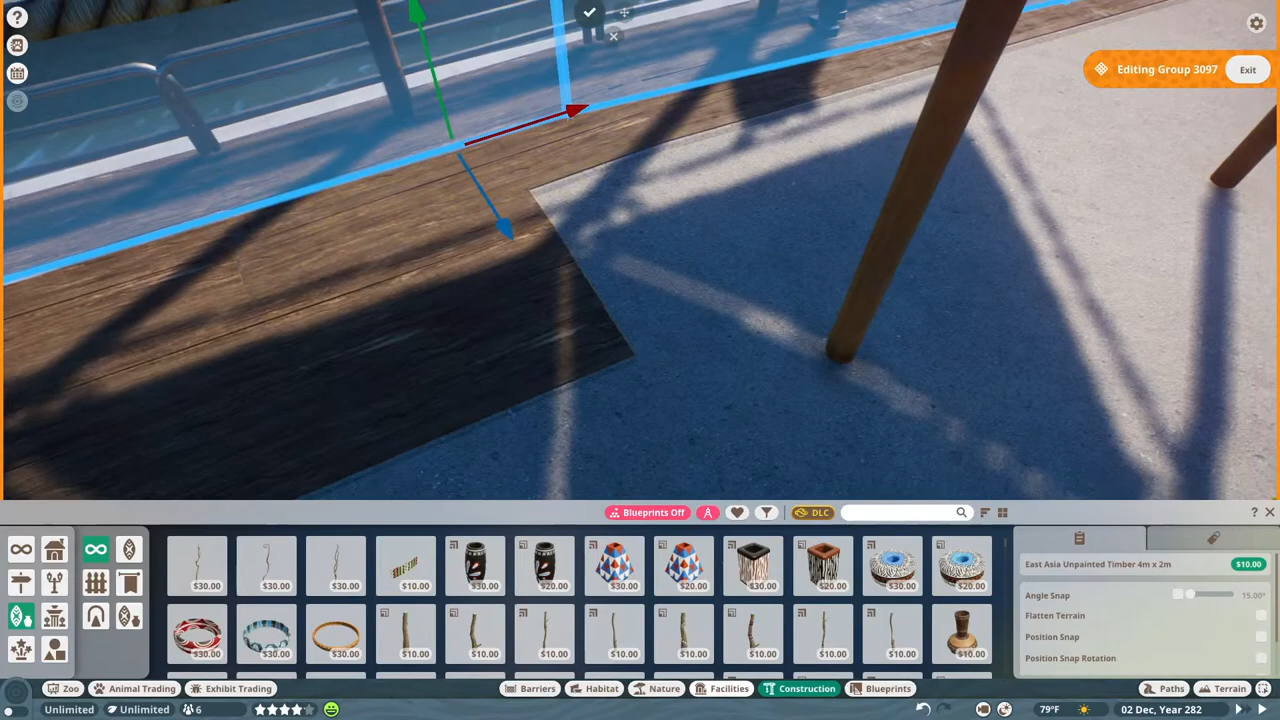 Editing Group 3097
Exit
Blueprints Off
DLC
$30.00 $30.00 $30.00 $10.00 $30.00 $20.00 $30.00 $20.00 $30.00 $20.00 $30.00 $20.00
$30.00 $30.00 $30.00 $10.00 $10.00 $10.00 $10.00 $10.00 $10.00 $10.00 $10.00 $10.00
East Asia Unpainted Timber 4m x 2m $10.00
Angle Snap 15.00°
Flatten Terrain
Position Snap
Position Snap Rotation
Zoo Animal Trading Exhibit Trading Barriers Habitat Nature Facilities Construction Blueprints Paths Terrain
Unlimited Unlimited 6 79°F 02 Dec, Year 282